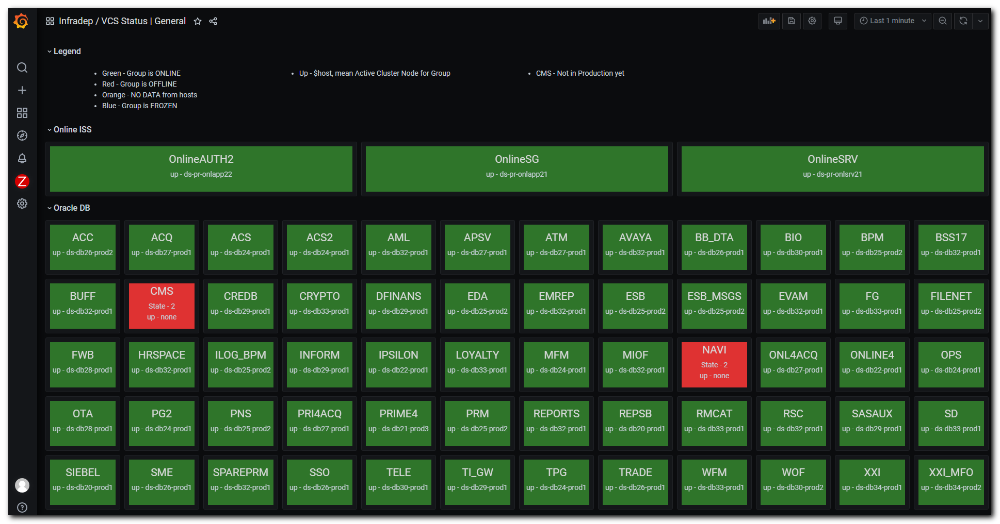 Infradep / VCS Status | General
Last 1 minute
Legend
• Green - Group is ONLINE
• Red - Group is OFFLINE
• Orange - NO DATA from hosts
• Blue - Group is FROZEN
• Up - $host, mean Active Cluster Node for Group
• CMS - Not in Production yet
Z
Online ISS
OnlineAUTH2
up - ds-pr-onlapp22
OnlineSG
up - ds-pr-onlapp21
OnlineSRV
up - ds-pr-onlsrv21
Oracle DB
ACC
up - ds-db26-prod2
ACQ
up - ds-db27-prod1
ACS
up - ds-db24-prod1
ACS2
up - ds-db24-prod1
AML
up - ds-db32-prod1
APSV
up - ds-db27-prod1
ATM
up - ds-db27-prod1
AVAYA
up - ds-db32-prod1
BB_DTA
up - ds-db26-prod1
BIO
up - ds-db30-prod1
BPM
up - ds-db25-prod2
BSS17
up - ds-db32-prod1
BUFF
up - ds-db32-prod1
CMS
State - 2
up - none
CREDB
up - ds-db29-prod1
CRYPTO
up - ds-db33-prod1
DFINANS
up - ds-db29-prod1
EDA
up - ds-db25-prod2
EMREP
up - ds-db32-prod1
ESB
up - ds-db25-prod2
ESB_MSGS
up - ds-db25-prod2
EVAM
up - ds-db32-prod1
FG
up - ds-db33-prod1
FILENET
up - ds-db25-prod2
FWB
up - ds-db28-prod1
HRSPACE
up - ds-db32-prod1
ILOG_BPM
up - ds-db25-prod2
INFORM
up - ds-db29-prod1
IPSILON
up - ds-db22-prod1
LOYALTY
up - ds-db33-prod1
MFM
up - ds-db24-prod1
MIOF
up - ds-db32-prod1
NAVI
State - 2
up - none
ONL4ACQ
up - ds-db27-prod1
ONLINE4
up - ds-db22-prod1
OPS
up - ds-db24-prod1
OTA
up - ds-db28-prod1
PG2
up - ds-db24-prod1
PNS
up - ds-db25-prod2
PRI4ACQ
up - ds-db27-prod1
PRIME4
up - ds-db21-prod3
PRM
up - ds-db25-prod2
REPORTS
up - ds-db32-prod1
REPSB
up - ds-db20-prod1
RMCAT
up - ds-db33-prod1
RSC
up - ds-db32-prod1
SASAUX
up - ds-db29-prod1
SD
up - ds-db33-prod1
SIEBEL
up - ds-db20-prod1
SME
up - ds-db26-prod1
SPAREPRM
up - ds-db32-prod1
SSO
up - ds-db26-prod1
TELE
up - ds-db30-prod1
TI_GW
up - ds-db29-prod1
TPG
up - ds-db24-prod1
TRADE
up - ds-db26-prod1
WFM
up - ds-db33-prod1
WOF
up - ds-db30-prod2
XXI
up - ds-db34-prod1
XXI_MFO
up - ds-db34-prod2